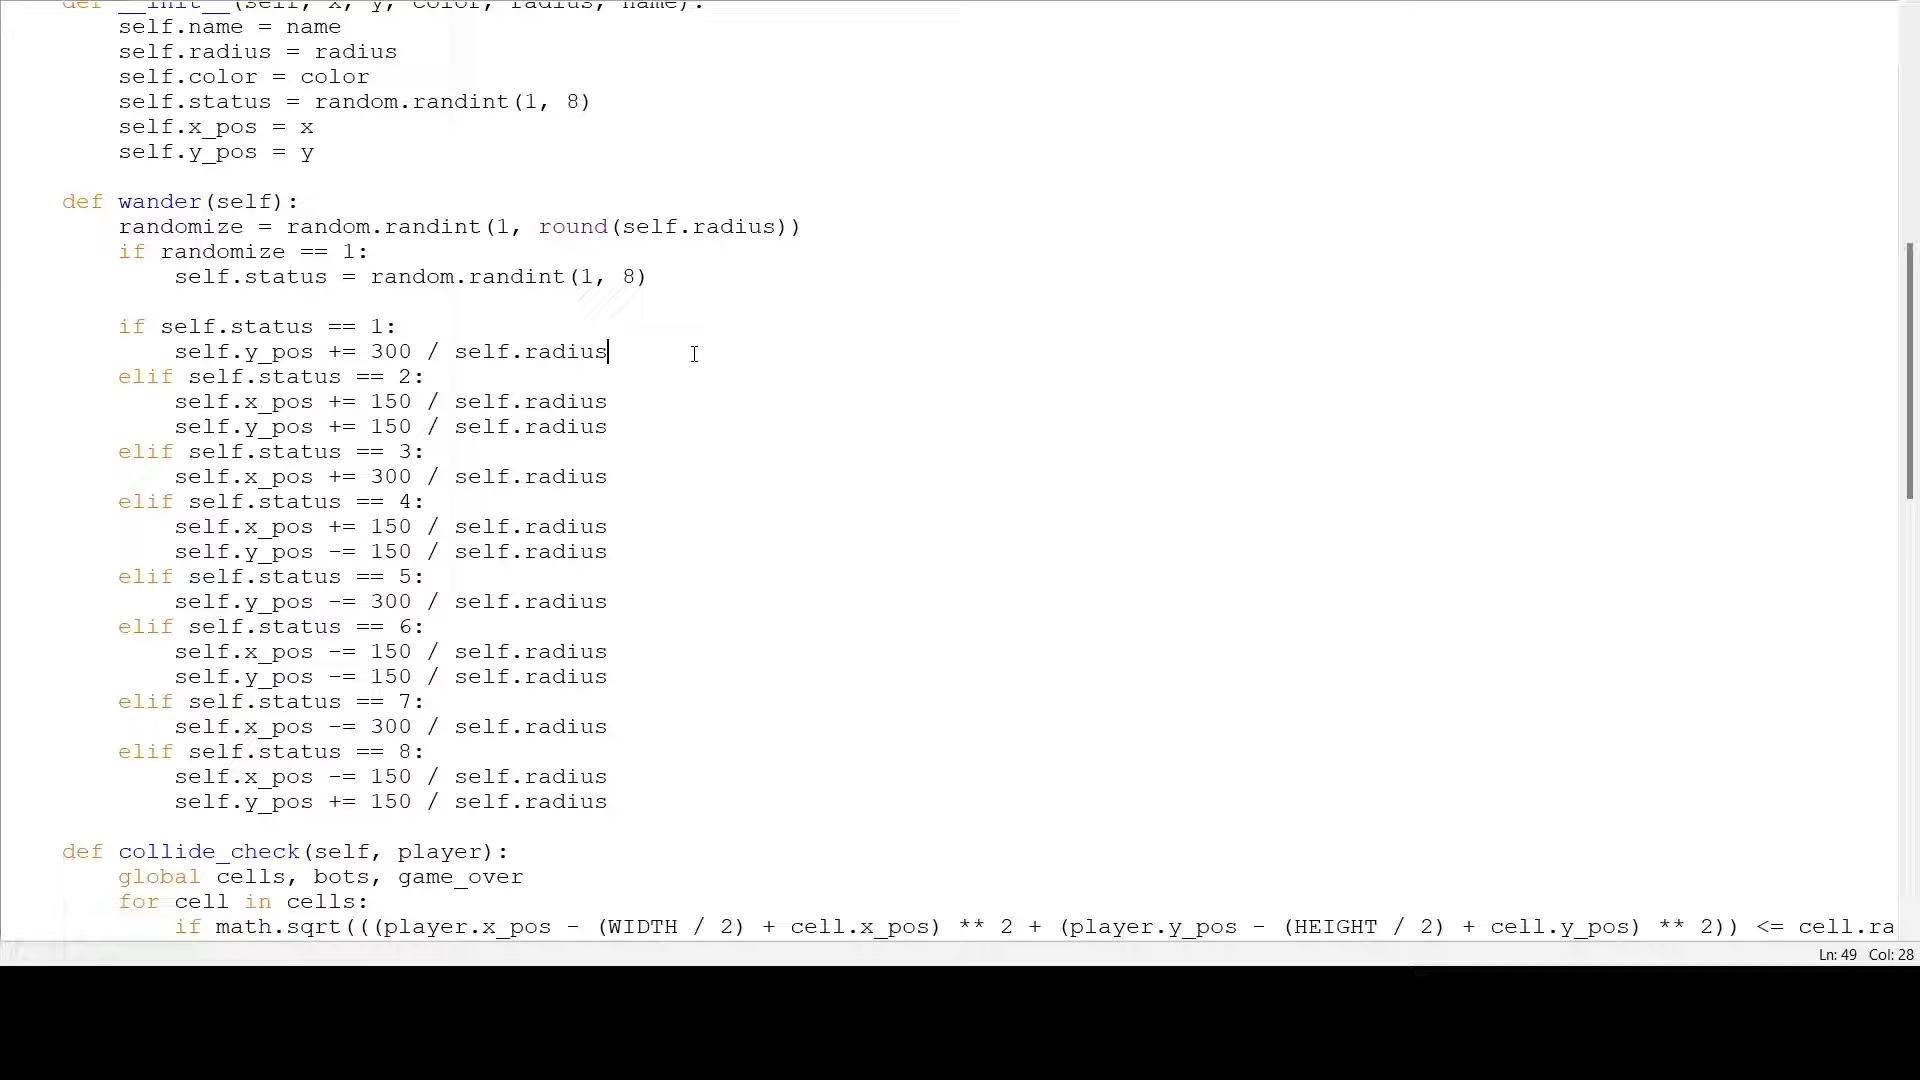 def __init__(self, x, y, color, radius, name):
self.name = name
self.radius = radius
self.color = color
self.status = random.randint(1, 8)
self.x_pos = x
self.y_pos = y
def wander(self):
randomize = random.randint(1, round(self.radius))
if randomize == 1:
self.status = random.randint(1, 8)
if self.status == 1:
self.y_pos += 300 / self.radius
elif self.status == 2:
self.x_pos += 150 / self.radius
self.y_pos += 150 / self.radius
elif self.status == 3:
self.x_pos += 300 / self.radius
elif self.status == 4:
self.x_pos += 150 / self.radius
self.y_pos -= 150 / self.radius
elif self.status == 5:
self.y_pos -= 300 / self.radius
elif self.status == 6:
self.x_pos -= 150 / self.radius
self.y_pos -= 150 / self.radius
elif self.status == 7:
self.x_pos -= 300 / self.radius
elif self.status == 8:
self.x_pos -= 150 / self.radius
self.y_pos += 150 / self.radius
def collide_check(self, player):
global cells, bots, game_over
for cell in cells:
if math.sqrt(((player.x_pos - (WIDTH / 2) + cell.x_pos) ** 2 + (player.y_pos - (HEIGHT / 2) + cell.y_pos) ** 2)) <= cell.ra
Ln: 49 Col: 28